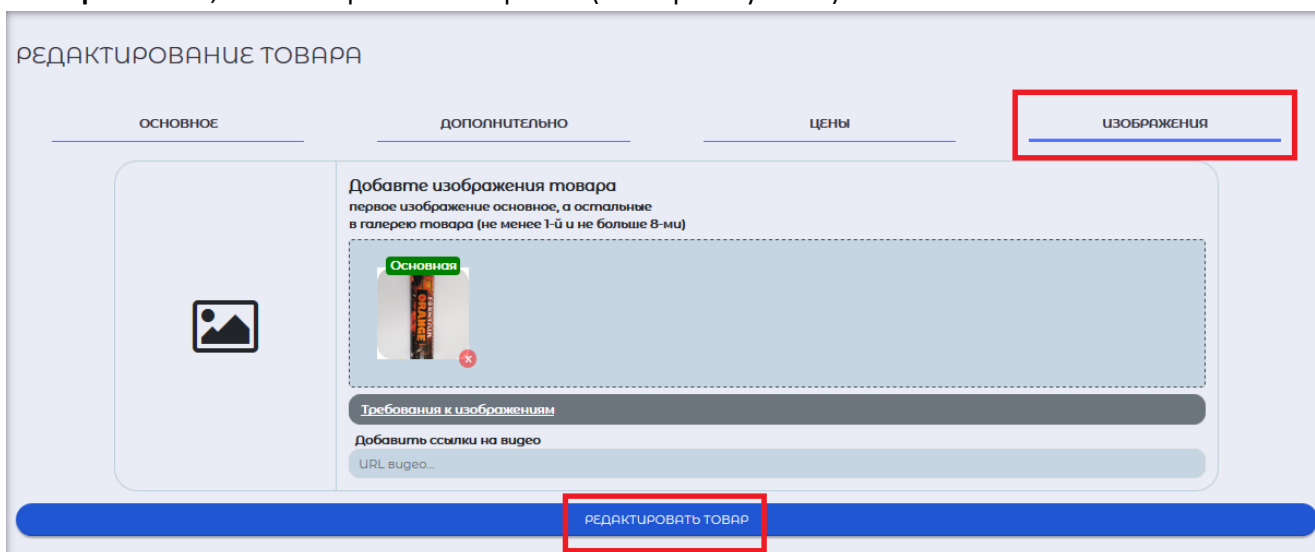 РЕДАКТИРОВАНИЕ ТОВАРА
ОСНОВНОЕ
ДОПОЛНИТЕЛЬНО
ЦЕНЫ
ИЗОБРАЖЕНИЯ
Добавте изображения товара
первое изображение основное, а остальные
в галерею товара (не менее 1-й и не больше 8-ми)
Основная
ORANGE
x
Требования к изображениям
Добавить ссылки на видео
URL видео...
РЕДАКТИРОВАТЬ ТОВАР